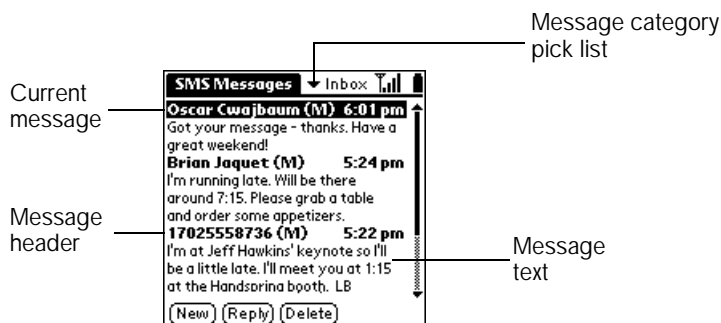 Message category
pick list
SMS Messages Inbox
Current
message
Oscar Cwajbaum (M) 6:01 pm
Got your message - thanks. Have a
great weekend!
Brian Jaquet (M) 5:24 pm
I'm running late. Will be there
around 7:15. Please grab a table
and order some appetizers.
Message
header
17025558736 (M) 5:22 pm
I'm at Jeff Hawkins' keynote so I'll
be a little late. I'll meet you at 1:15
at the Handspring booth. LB
Message
text
New Reply Delete